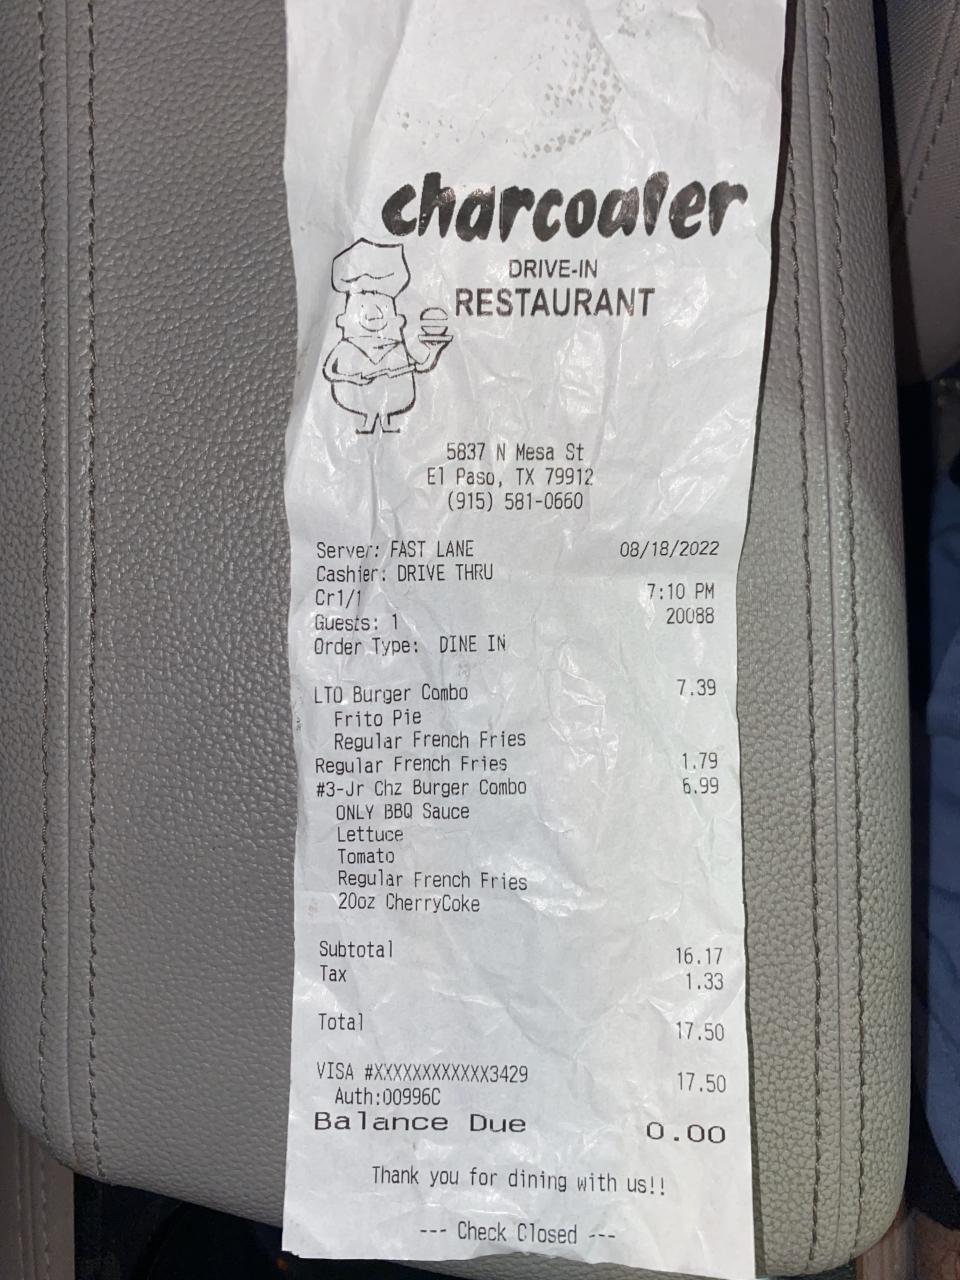 charcoaler
DRIVE-IN
RESTAURANT
5837 N Mesa St
El Paso, TX 79912
(915) 581-0660
Server: FAST LANE 08/18/2022
Cashier: DRIVE THRU
Cr1/1 7:10 PM
Guests: 1 20088
Order Type: DINE IN
LTO Burger Combo 7.39
Frito Pie
Regular French Fries
Regular French Fries 1.79
#3-Jr Chz Burger Combo 6.99
ONLY BBQ Sauce
Lettuce
Tomato
Regular French Fries
20oz CherryCoke
Subtotal 16.17
Tax 1.33
Total 17.50
VISA #XXXXXXXXXXXX3429 17.50
Auth:00996C
Balance Due 0.00
Thank you for dining with us!!
--- Check Closed ---